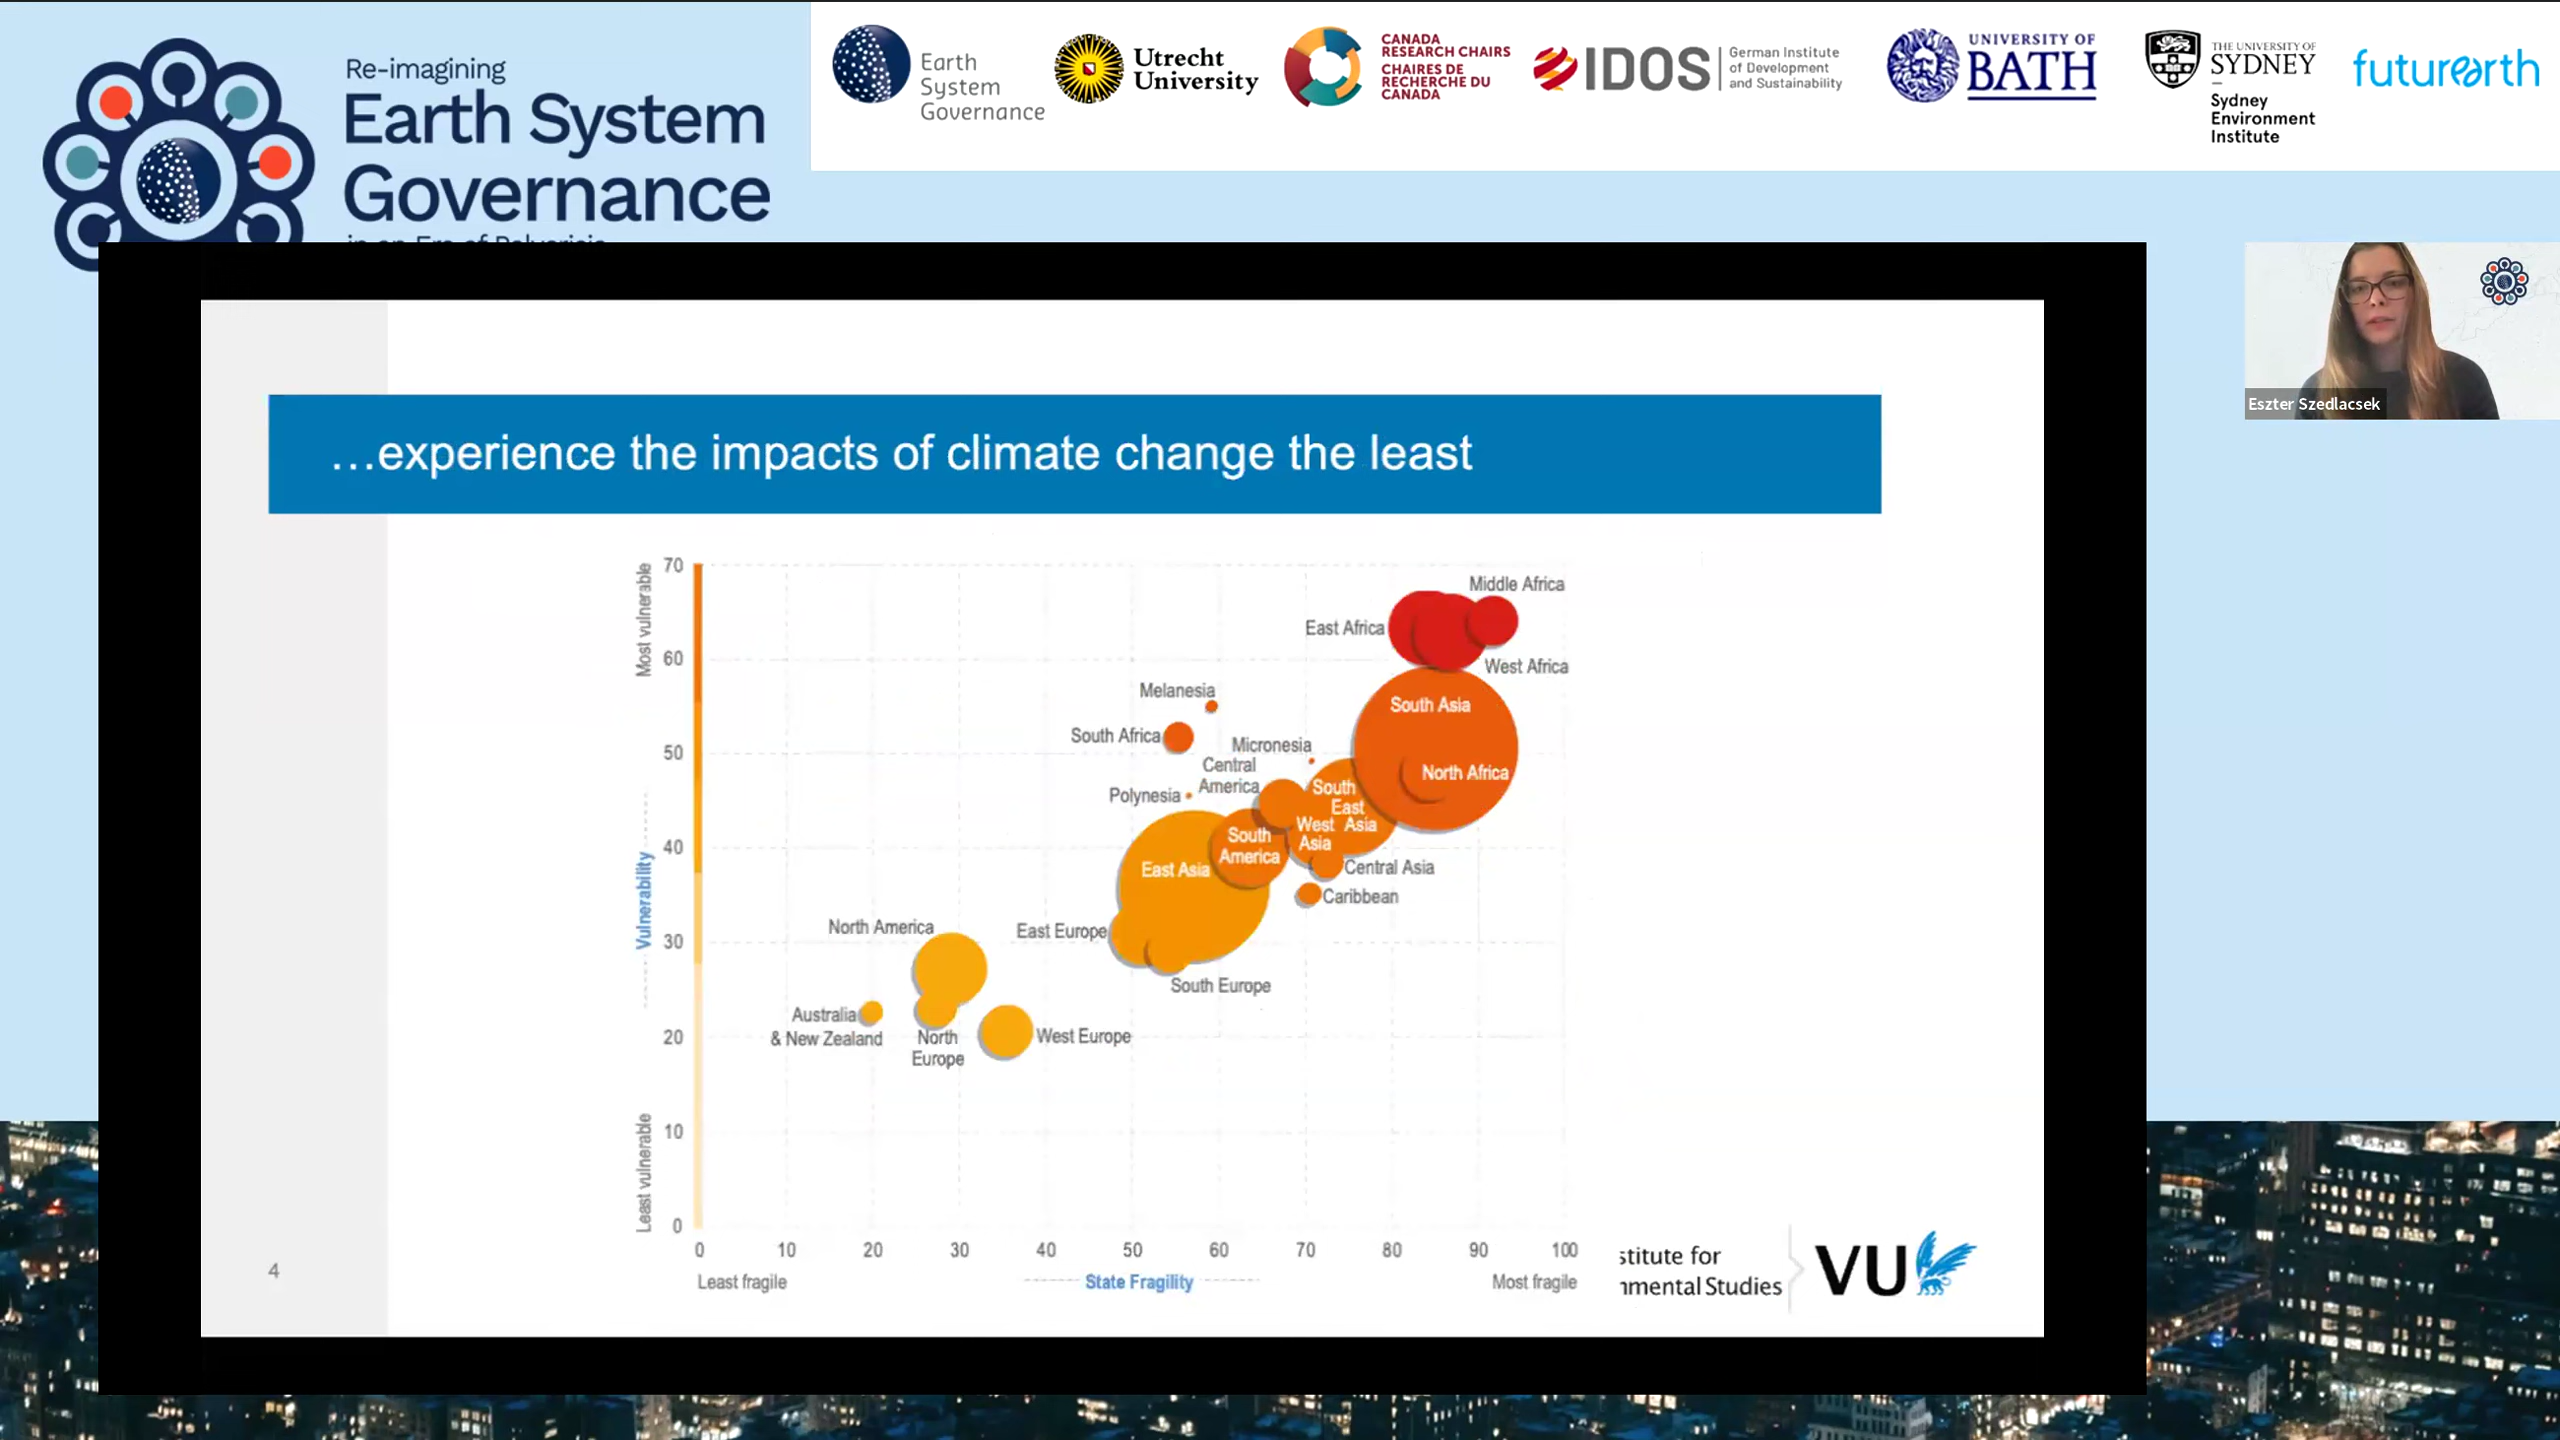 Re-imagining
Earth System
Governance
in an Era of Polycrisis
Earth
System
Governance
Utrecht
University
CANADA
RESEARCH CHAIRS
CHAIRES DE
RECHERCHE DU
CANADA
IDOS
German Institute
of Development
and Sustainability
UNIVERSITY OF
BATH
THE UNIVERSITY OF
SYDNEY
Sydney
Environment
Institute
futurearth
Eszter Szedlacsek
…experience the impacts of climate change the least
Most vulnerable
Vulnerability
Least vulnerable
70
60
50
40
30
20
10
0
Middle Africa
East Africa
West Africa
Melanesia
South Asia
South Africa
Micronesia
Central
America
North Africa
Polynesia
South
East
Asia
West
Asia
South
America
East Asia
Central Asia
Caribbean
North America
East Europe
South Europe
Australia
& New Zealand
North
Europe
West Europe
0 10 20 30 40 50 60 70 80 90 100
Least fragile
State Fragility
Most fragile
4
stitute for
nmental Studies
VU